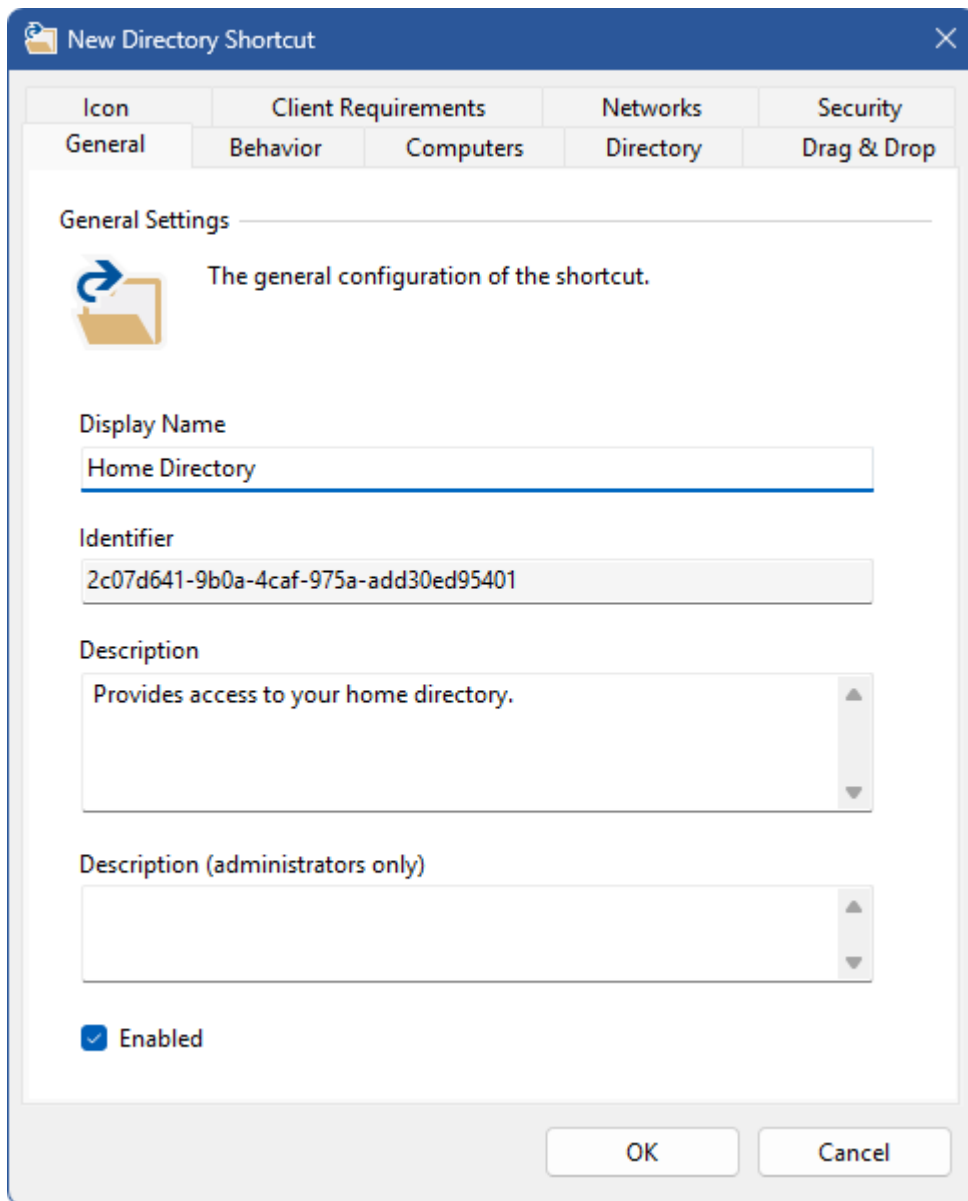 New Directory Shortcut
Icon Client Requirements Networks Security
General Behavior Computers Directory Drag & Drop
General Settings
The general configuration of the shortcut.
Display Name
Home Directory
Identifier
2c07d641-9b0a-4caf-975a-add30ed95401
Description
Provides access to your home directory.
Description (administrators only)
Enabled
OK Cancel